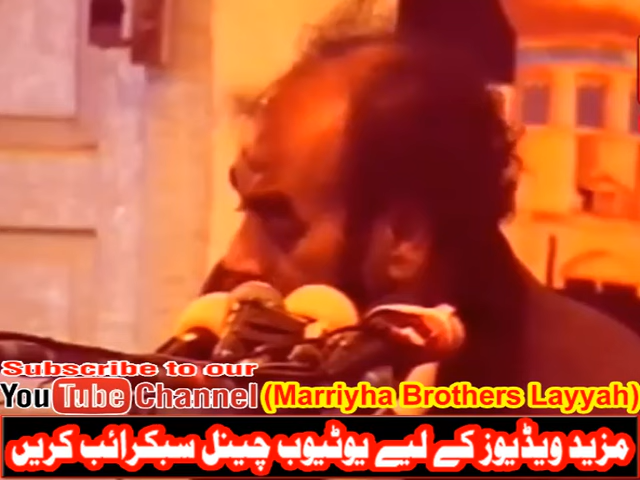 Subscribe to our
YouTube Channel (Marriyha Brothers Layyah)
مزید ویڈیوز کے لیے یوٹیوب چینل سبکرائب کریں